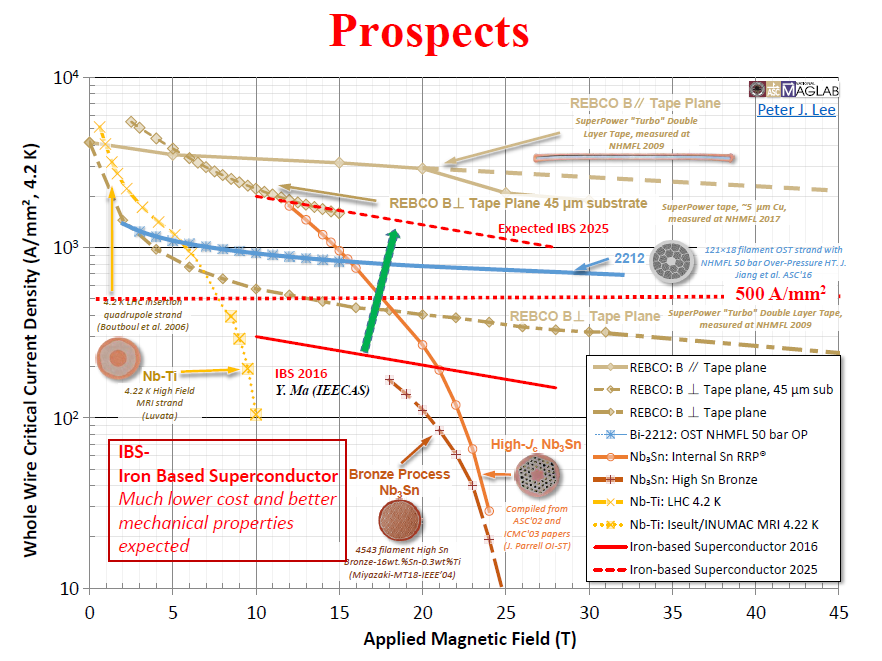 Prospects
10⁴
10³
10²
10
Whole Wire Critical Current Density (A/mm², 4.2 K)
0 5 10 15 20 25 30 35 40 45
Applied Magnetic Field (T)
MAGLAB
Peter J. Lee
REBCO B// Tape Plane
SuperPower "Turbo" Double
Layer Tape, measured at
NHMFL 2009
REBCO B⊥ Tape Plane 45 µm substrate
SuperPower tape, ~5 µm Cu,
measured at NHMFL 2017
Expected IBS 2025
2212
121×18 filament OST strand with
NHMFL 50 bar Over-Pressure HT. J.
Jiang et al. ASC'16
500 A/mm²
4.2 K LHC insertion
quadrupole strand
(Boutboul et al. 2006)
REBCO B⊥ Tape Plane
SuperPower "Turbo" Double Layer Tape,
measured at NHMFL 2009
Nb-Ti
4.22 K High Field
MRI strand
(Luvata)
IBS 2016
Y. Ma (IEECAS)
IBS-
Iron Based Superconductor
Much lower cost and better
mechanical properties
expected
Bronze Process
Nb₃Sn
4543 filament High Sn
Bronze-16wt.%Sn-0.3wt%Ti
(Miyazaki-MT18-IEEE'04)
High-Jc Nb₃Sn
Compiled from
ASC'02 and
ICMC'03 papers
(J. Parrell OI-ST)
REBCO: B // Tape plane
REBCO: B ⊥ Tape plane, 45 µm sub
REBCO: B ⊥ Tape plane
Bi-2212: OST NHMFL 50 bar OP
Nb₃Sn: Internal Sn RRP®
Nb₃Sn: High Sn Bronze
Nb-Ti: LHC 4.2 K
Nb-Ti: Iseult/INUMAC MRI 4.22 K
Iron-based Superconductor 2016
Iron-based Superconductor 2025